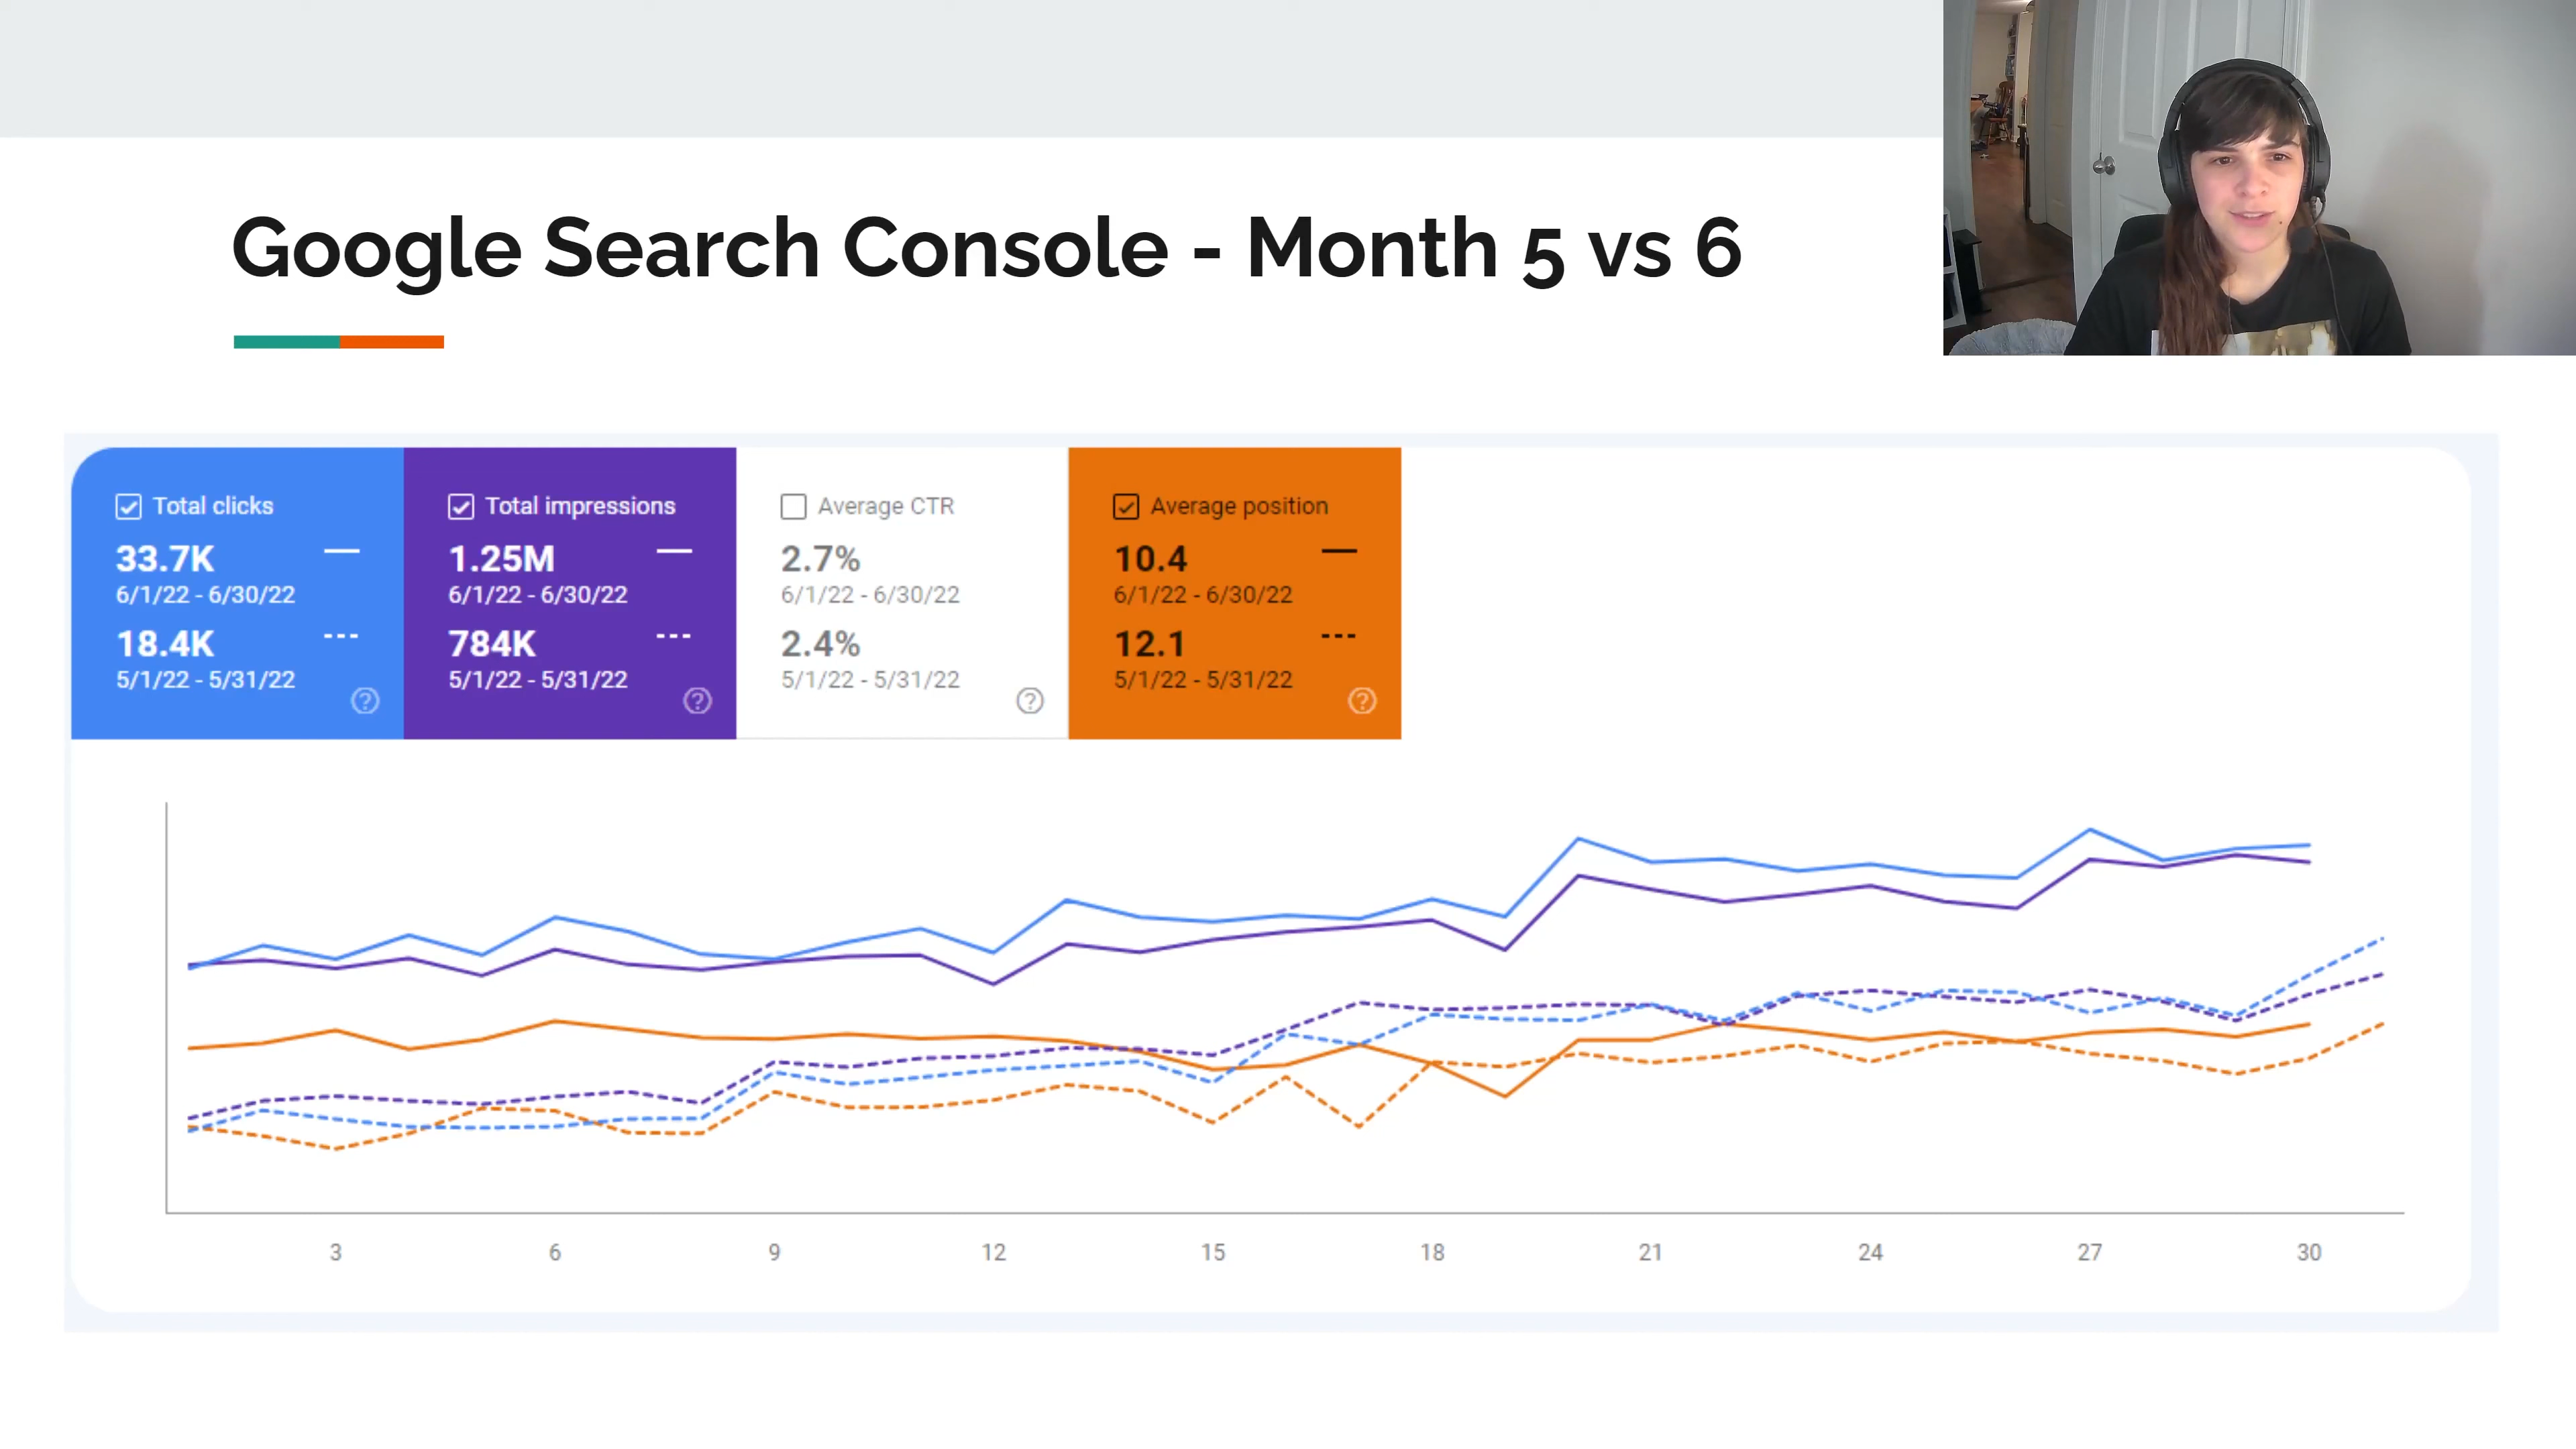 Google Search Console - Month 5 vs 6
Total clicks
33.7K
6/1/22 - 6/30/22
18.4K
5/1/22 - 5/31/22
Total impressions
1.25M
6/1/22 - 6/30/22
784K
5/1/22 - 5/31/22
Average CTR
2.7%
6/1/22 - 6/30/22
2.4%
5/1/22 - 5/31/22
Average position
10.4
6/1/22 - 6/30/22
12.1
5/1/22 - 5/31/22
3 6 9 12 15 18 21 24 27 30